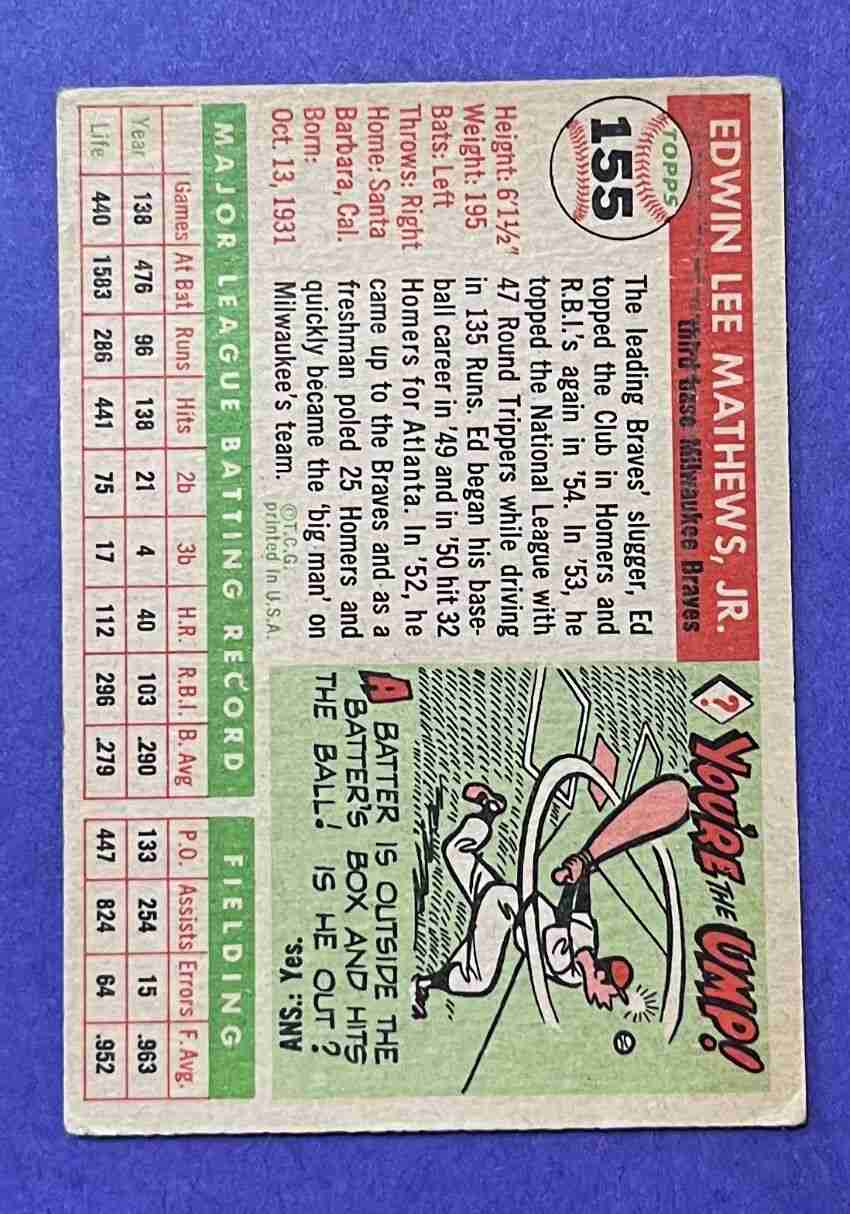 EDWIN LEE MATHEWS, JR.
third base Milwaukee Braves
TOPPS
155
Height: 6'1½"
Weight: 195
Bats: Left
Throws: Right
Home: Santa
Barbara, Cal.
Born:
Oct. 13, 1931
The leading Braves' slugger, Ed
topped the Club in Homers and
R.B.I.'s again in '54. In '53, he
topped the National League with
47 Round Trippers while driving
in 135 Runs. Ed began his base-
ball career in '49 and in '50 hit 32
Homers for Atlanta. In '52, he
came up to the Braves and as a
freshman poled 25 Homers and
quickly became the 'big man' on
Milwaukee's team.
©T.C.G.
printed in U.S.A.
?
YOU'RE THE UMP!
A BATTER IS OUTSIDE THE
BATTER'S BOX AND HITS
THE BALL! IS HE OUT?
ANS.: Yes.
MAJOR LEAGUE BATTING RECORD FIELDING
Games At Bat Runs Hits 2b 3b H.R. R.B.I. B. Avg P.O. Assists Errors F. Avg.
Year 138 476 96 138 21 4 40 103 .290 133 254 15 .963
Life 440 1583 286 441 75 17 112 296 .279 447 824 64 .952